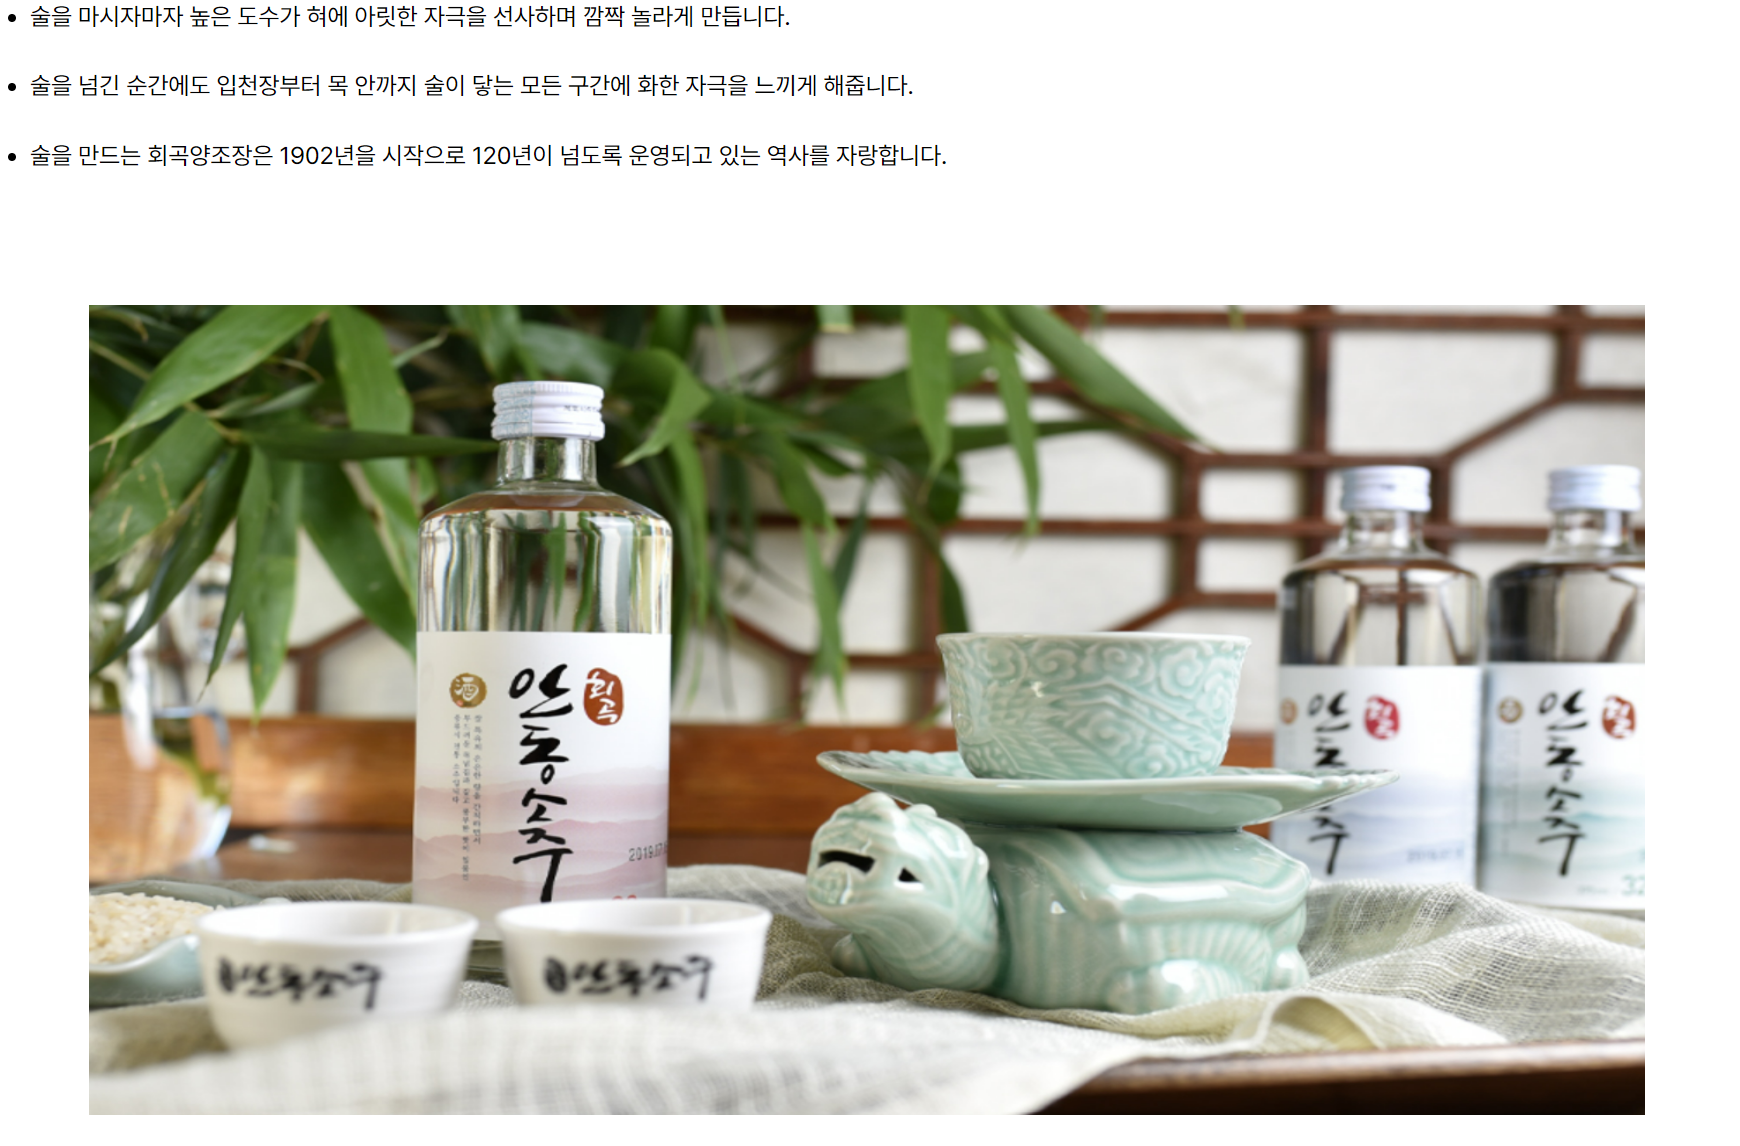 술을 마시자마자 높은 도수가 혀에 아릿한 자극을 선사하며 깜짝 놀라게 만듭니다.
술을 넘긴 순간에도 입천장부터 목 안까지 술이 닿는 모든 구간에 화한 자극을 느끼게 해줍니다.
술을 만드는 회곡양조장은 1902년을 시작으로 120년이 넘도록 운영되고 있는 역사를 자랑합니다.
酒
안동소주
회곡
2019.07
안동소주
안동소주
안동소주
회곡
안동소주
회곡
32